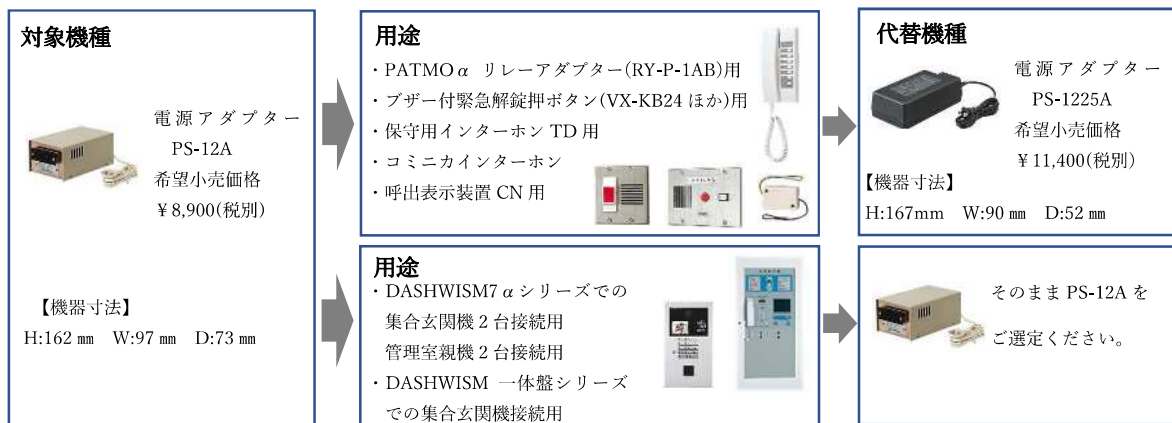 対象機種
電源アダプター
PS-12A
希望小売価格
¥8,900(税別)
【機器寸法】
H:162 ㎜ W:97 ㎜ D:73 ㎜
用途
・PATMOα リレーアダプター(RY-P-1AB)用
・ブザー付緊急解錠押ボタン(VX-KB24 ほか)用
・保守用インターホン TD 用
・コミニカインターホン
・呼出表示装置 CN 用
代替機種
電源アダプター
PS-1225A
希望小売価格
¥11,400(税別)
【機器寸法】
H:167mm W:90 ㎜ D:52 ㎜
用途
・DASHWISM7αシリーズでの
集合玄関機 2 台接続用
管理室親機 2 台接続用
・DASHWISM 一体盤シリーズ
での集合玄関機接続用
そのまま PS-12A を
ご選定ください。